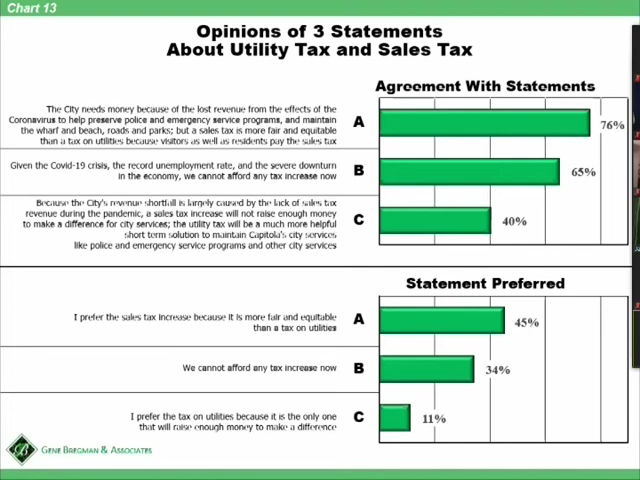 Chart 13
Opinions of 3 Statements
About Utility Tax and Sales Tax
Agreement With Statements
The City needs money because of the lost revenue from the effects of the
Coronavirus to help preserve police and emergency service programs, and maintain
the wharf and beach, roads and parks; but a sales tax is more fair and equitable
than a tax on utilities because visitors as well as residents pay the sales tax
A
76%
Given the Covid-19 crisis, the record unemployment rate, and the severe downturn
in the economy, we cannot afford any tax increase now
B
65%
Because the City's revenue shortfall is largely caused by the lack of sales tax
revenue during the pandemic, a sales tax increase will not raise enough money
to make a difference for city services; the utility tax will be a much more helpful
short term solution to maintain Capitola's city services
like police and emergency service programs and other city services
C
40%
Statement Preferred
I prefer the sales tax increase because it is more fair and equitable
than a tax on utilities
A
45%
We cannot afford any tax increase now
B
34%
I prefer the tax on utilities because it is the only one
that will raise enough money to make a difference
C
11%
B
GENE BREGMAN & ASSOCIATES